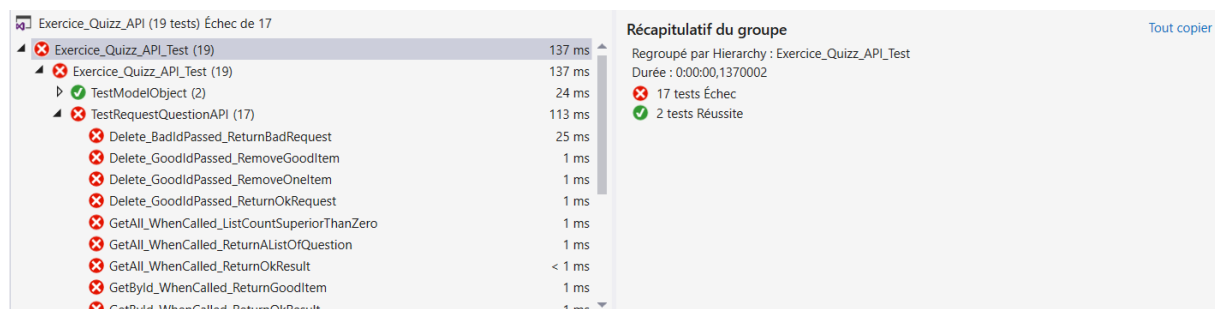 Exercice_Quizz_API (19 tests) Échec de 17
Exercice_Quizz_API_Test (19) 137 ms
Exercice_Quizz_API_Test (19) 137 ms
TestModelObject (2) 24 ms
TestRequestQuestionAPI (17) 113 ms
Delete_BadIdPassed_ReturnBadRequest 25 ms
Delete_GoodIdPassed_RemoveGoodItem 1 ms
Delete_GoodIdPassed_RemoveOneItem 1 ms
Delete_GoodIdPassed_ReturnOkRequest 1 ms
GetAll_WhenCalled_ListCountSuperiorThanZero 1 ms
GetAll_WhenCalled_ReturnAListOfQuestion 1 ms
GetAll_WhenCalled_ReturnOkResult < 1 ms
GetById_WhenCalled_ReturnGoodItem 1 ms
GetById_WhenCalled_ReturnOkResult 1 ms
Récapitulatif du groupe Tout copier
Regroupé par Hierarchy : Exercice_Quizz_API_Test
Durée : 0:00:00,1370002
17 tests Échec
2 tests Réussite